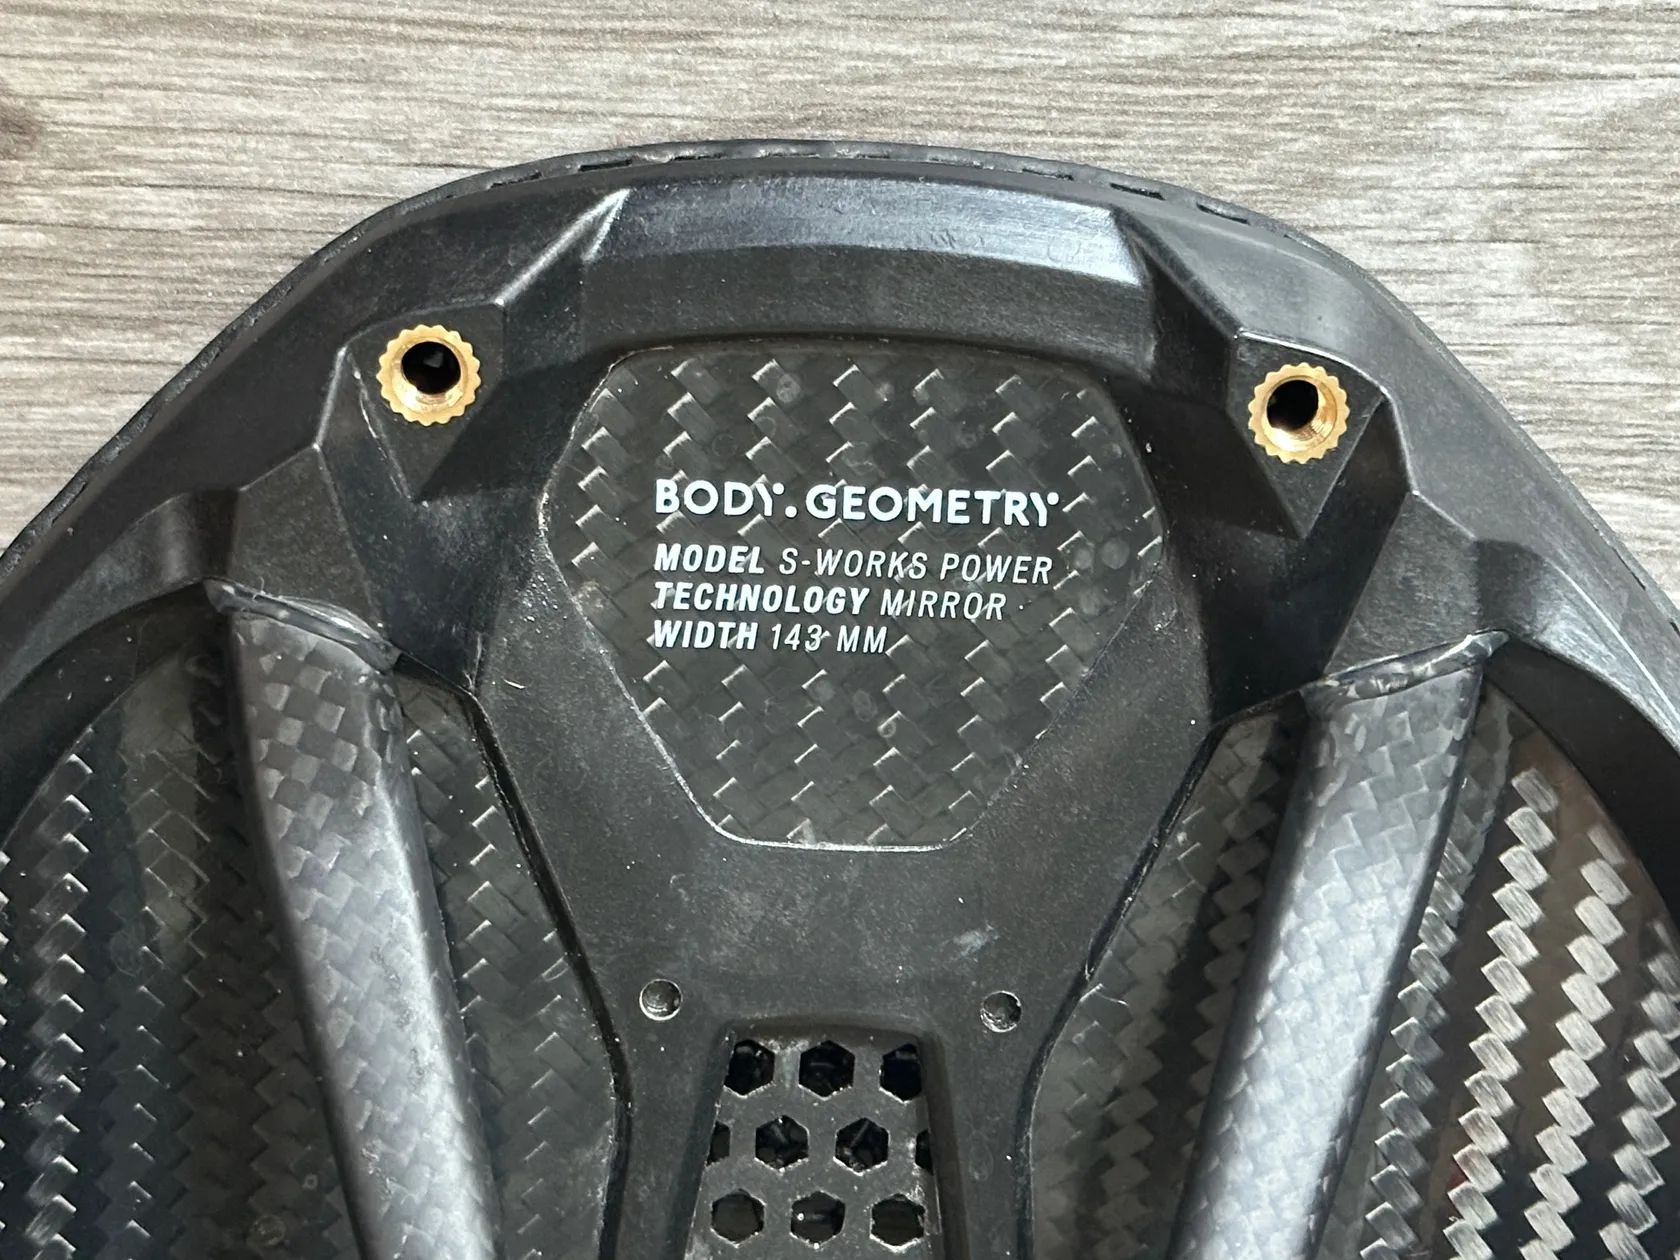 BODY.GEOMETRY
MODEL S-WORKS POWER
TECHNOLOGY MIRROR
WIDTH 143 MM